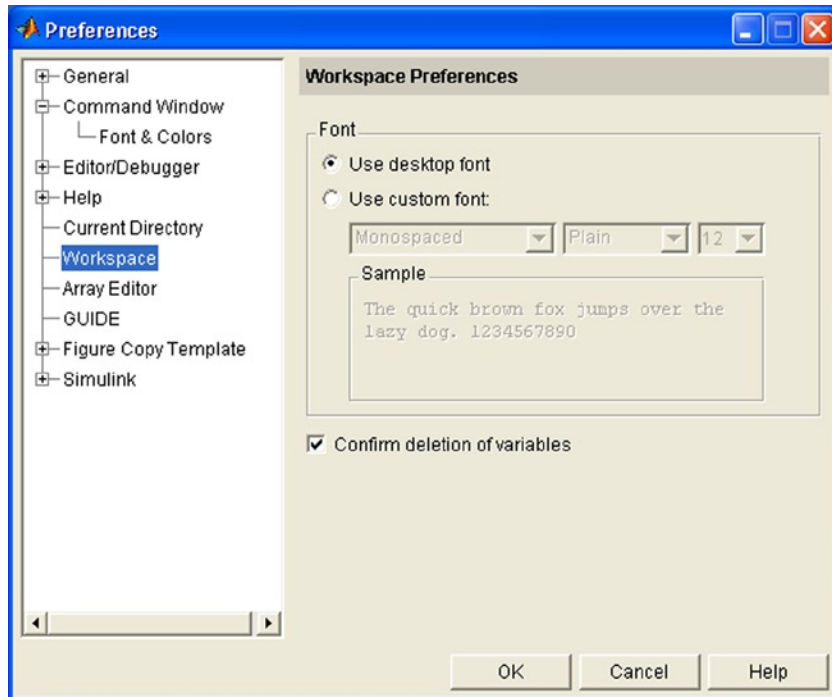 Preferences
General
Command Window
Font & Colors
Editor/Debugger
Help
Current Directory
Workspace
Array Editor
GUIDE
Figure Copy Template
Simulink
Workspace Preferences
Font
Use desktop font
Use custom font:
Monospaced Plain 12
Sample
The quick brown fox jumps over the
lazy dog. 1234567890
Confirm deletion of variables
OK Cancel Help